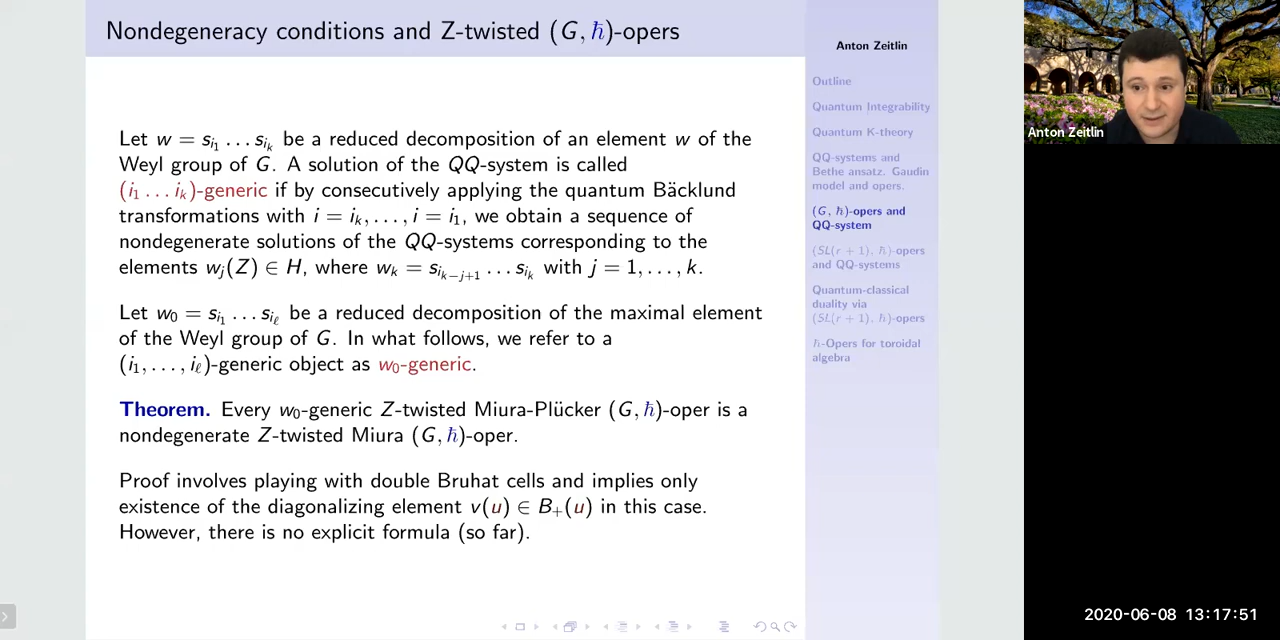 Nondegeneracy conditions and Z-twisted (G, ħ)-opers
Let w = s_{i_1} … s_{i_k} be a reduced decomposition of an element w of the
Weyl group of G. A solution of the QQ-system is called
(i_1 … i_k)-generic if by consecutively applying the quantum Bäcklund
transformations with i = i_k, …, i = i_1, we obtain a sequence of
nondegenerate solutions of the QQ-systems corresponding to the
elements w_j(Z) ∈ H, where w_k = s_{i_{k−j+1}} … s_{i_k} with j = 1, …, k.
Let w_0 = s_{i_1} … s_{i_ℓ} be a reduced decomposition of the maximal element
of the Weyl group of G. In what follows, we refer to a
(i_1, …, i_ℓ)-generic object as w_0-generic.
Theorem. Every w_0-generic Z-twisted Miura-Plücker (G, ħ)-oper is a
nondegenerate Z-twisted Miura (G, ħ)-oper.
Proof involves playing with double Bruhat cells and implies only
existence of the diagonalizing element v(u) ∈ B_+(u) in this case.
However, there is no explicit formula (so far).
Anton Zeitlin
Outline
Quantum Integrability
Quantum K-theory
QQ-systems and
Bethe ansatz. Gaudin
model and opers.
(G, ħ)-opers and
QQ-system
(SL(r + 1), ħ)-opers
and QQ-systems
Quantum-classical
duality via
(SL(r + 1), ħ)-opers
ħ-Opers for toroidal
algebra
Anton Zeitlin
2020-06-08 13:17:51